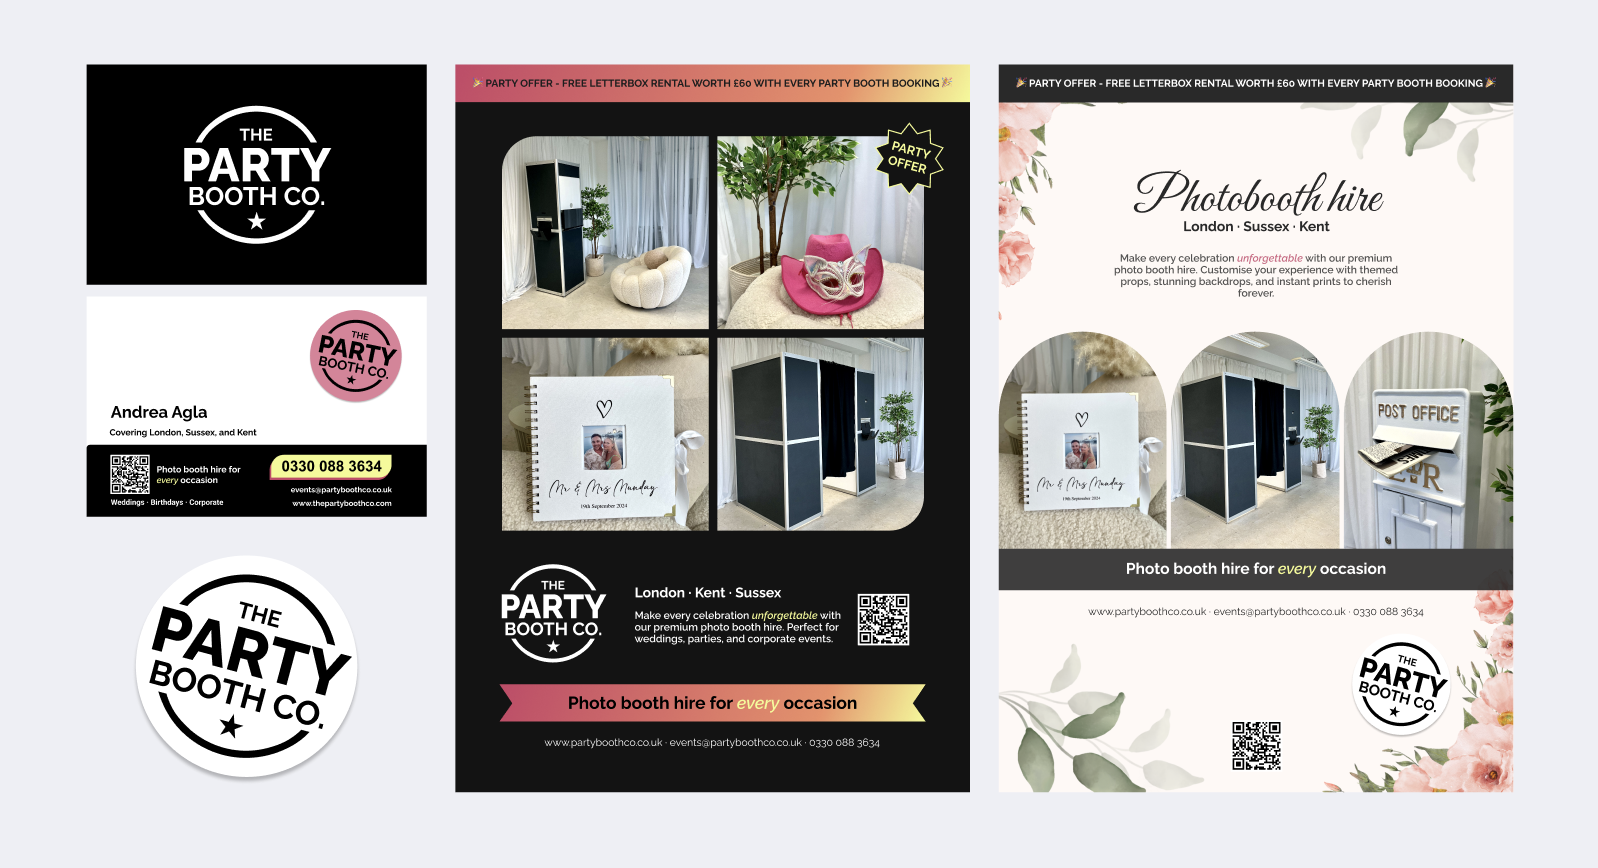 THE
PARTY
BOOTH CO.
THE
PARTY
BOOTH CO.
Andrea Agla
Covering London, Sussex, and Kent
Photo booth hire for
every occasion
Weddings · Birthdays · Corporate
0330 088 3634
events@partyboothco.co.uk
www.thepartyboothco.com
THE
PARTY
BOOTH CO.
🎉 PARTY OFFER - FREE LETTERBOX RENTAL WORTH £60 WITH EVERY PARTY BOOTH BOOKING 🎉
PARTY
OFFER
Mr & Mrs Munday
19th September 2024
THE
PARTY
BOOTH CO.
London · Kent · Sussex
Make every celebration unforgettable with
our premium photo booth hire. Perfect for
weddings, parties, and corporate events.
Photo booth hire for every occasion
www.partyboothco.co.uk · events@partyboothco.co.uk · 0330 088 3634
🎉 PARTY OFFER - FREE LETTERBOX RENTAL WORTH £60 WITH EVERY PARTY BOOTH BOOKING 🎉
Photobooth hire
London · Sussex · Kent
Make every celebration unforgettable with our premium
photo booth hire. Customise your experience with themed
props, stunning backdrops, and instant prints to cherish
forever.
Mr & Mrs Munday
19th September 2024
POST OFFICE
Photo booth hire for every occasion
www.partyboothco.co.uk · events@partyboothco.co.uk · 0330 088 3634
THE
PARTY
BOOTH CO.